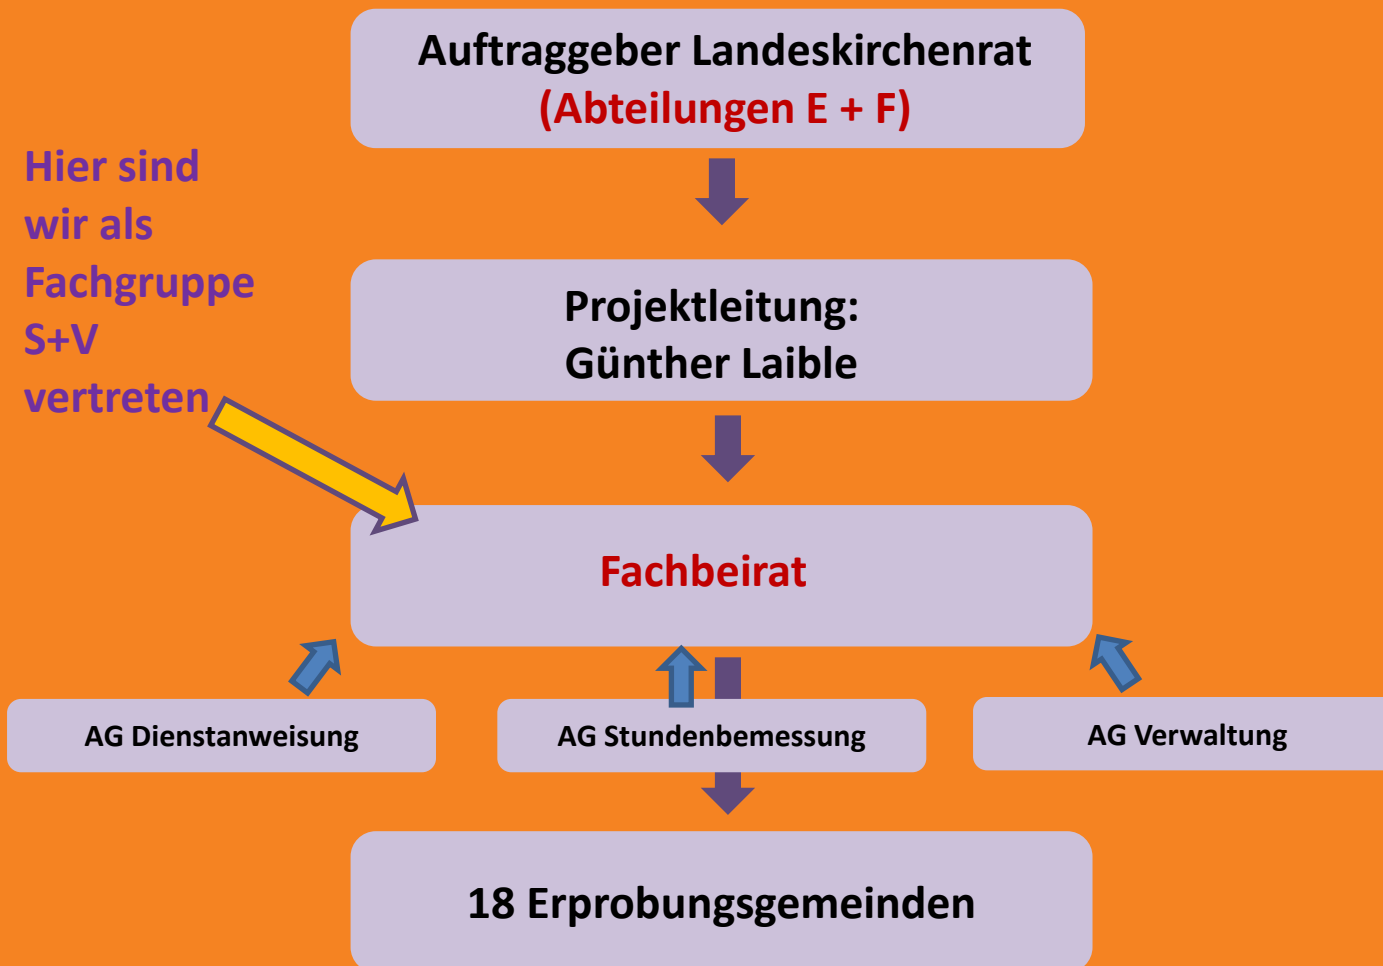 Auftraggeber Landeskirchenrat
(Abteilungen E + F)
Hier sind
wir als
Fachgruppe
S+V
vertreten
Projektleitung:
Günther Laible
Fachbeirat
AG Dienstanweisung
AG Stundenbemessung
AG Verwaltung
18 Erprobungsgemeinden